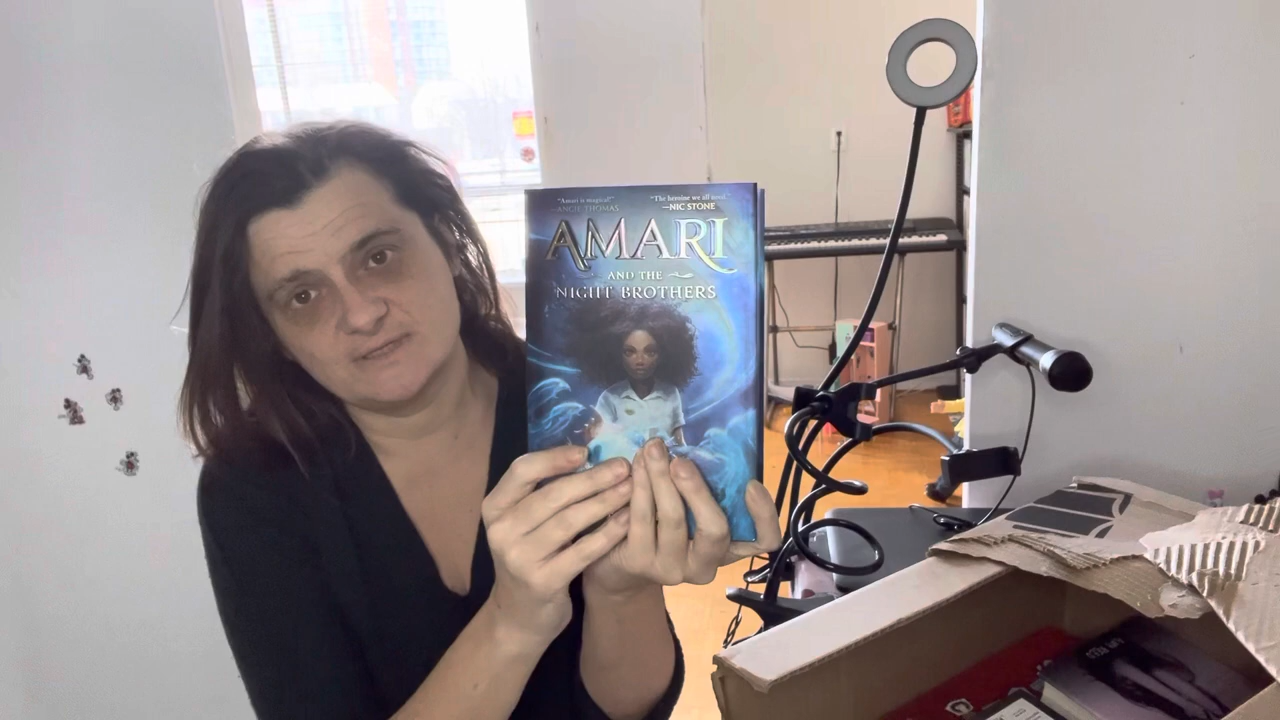 "Amari is magical!"
—ANGIE THOMAS
"The heroine we all need."
—NIC STONE
AMARI
AND THE
NIGHT BROTHERS